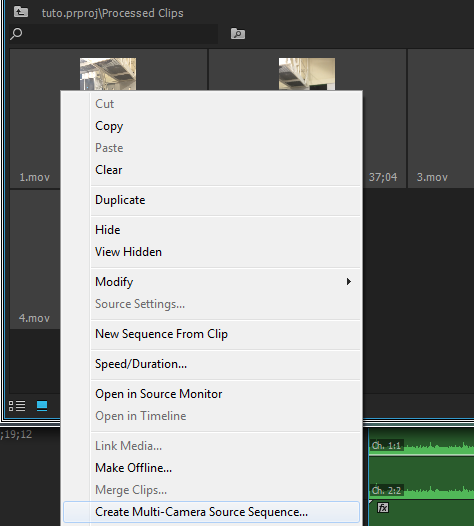 tuto.prproj\Processed Clips
Cut
Copy
Paste
1.mov
Clear
37;04
3.mov
Duplicate
Hide
View Hidden
Modify
Source Settings...
4.mov
New Sequence From Clip
Speed/Duration...
Open in Source Monitor
Open in Timeline
;19;12
Link Media...
Ch. 1:1
Make Offline...
Merge Clips...
Ch. 2:2
Create Multi-Camera Source Sequence...
fx